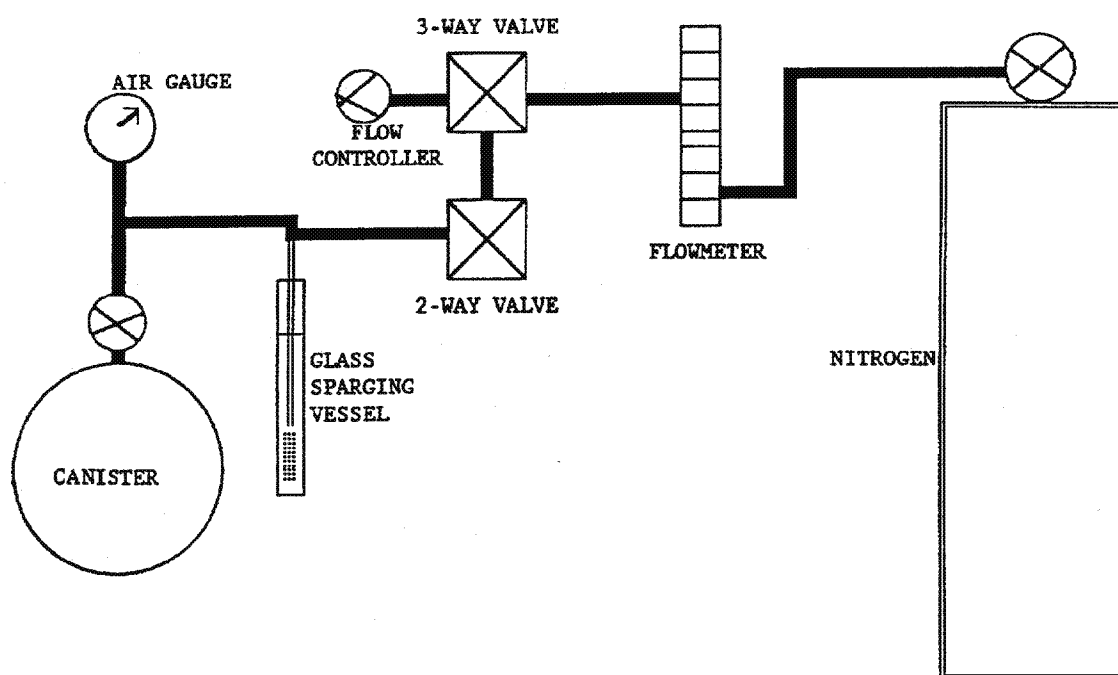 3-WAY VALVE
AIR GAUGE
FLOW
CONTROLLER
FLOWMETER
2-WAY VALVE
GLASS
SPARGING
VESSEL
NITROGEN
CANISTER